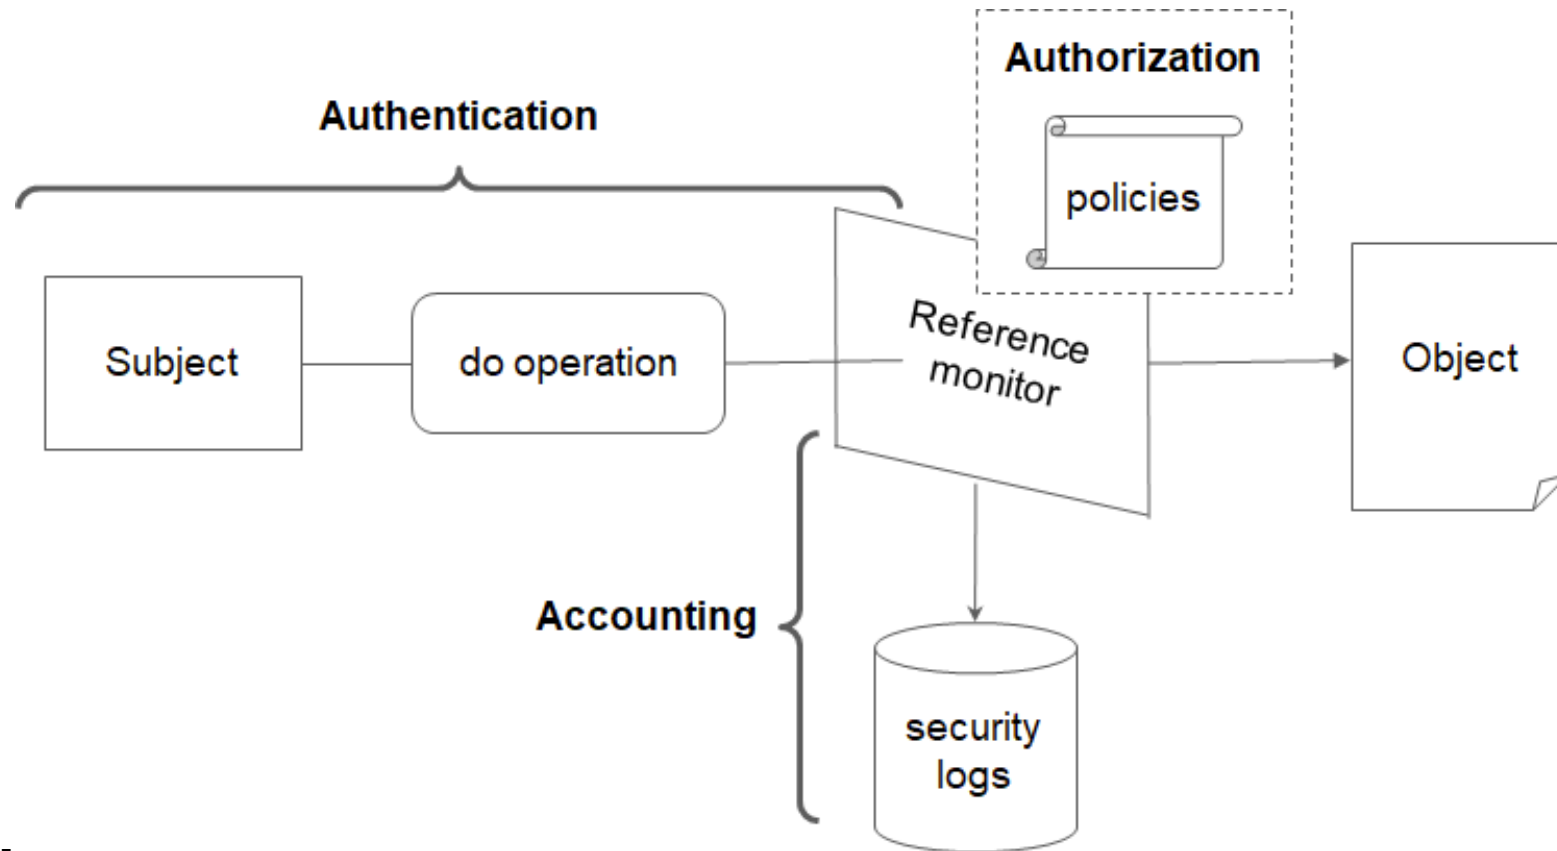 Authorization
Authentication
policies
Subject
do operation
Reference
monitor
Object
Accounting
security
logs